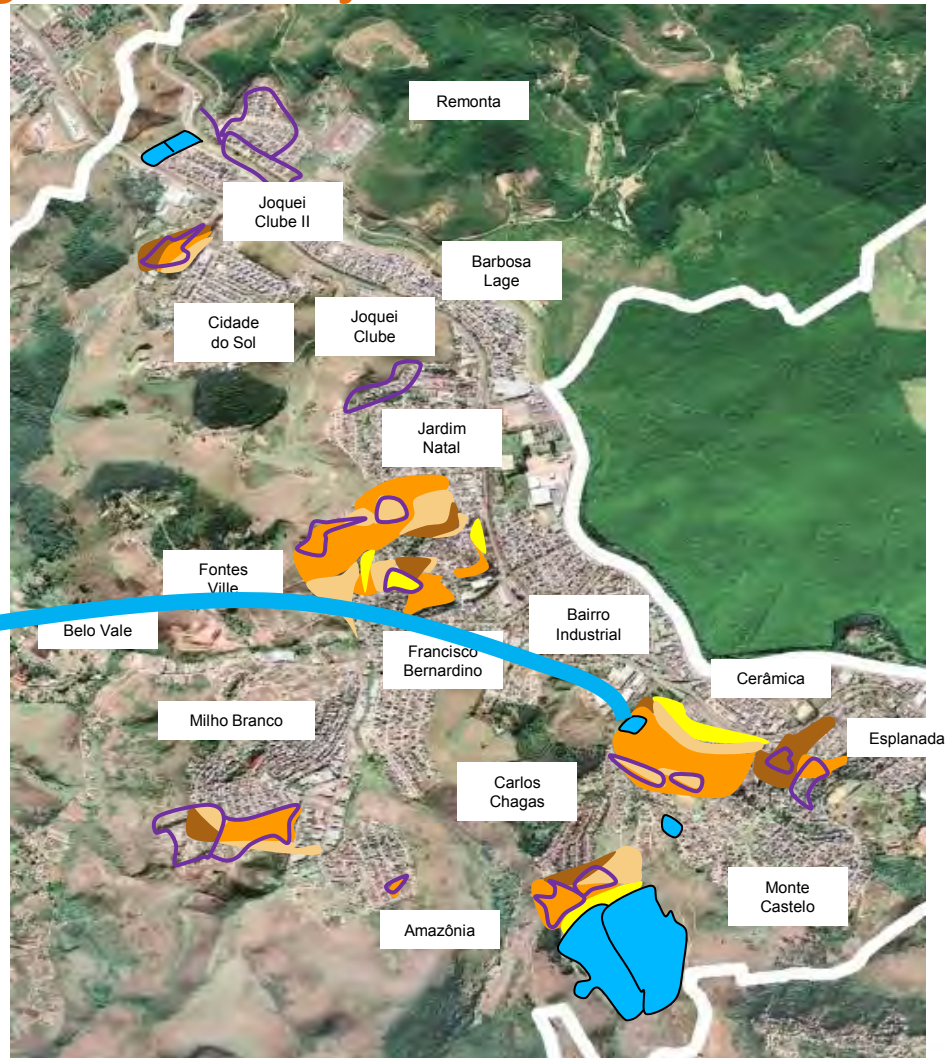 Remonta
Joquei
Clube II
Barbosa
Lage
Cidade
do Sol
Joquei
Clube
Jardim
Natal
Fontes
Ville
Belo Vale
Bairro
Industrial
Francisco
Bernardino
Cerâmica
Milho Branco
Esplanada
Carlos
Chagas
Monte
Castelo
Amazônia